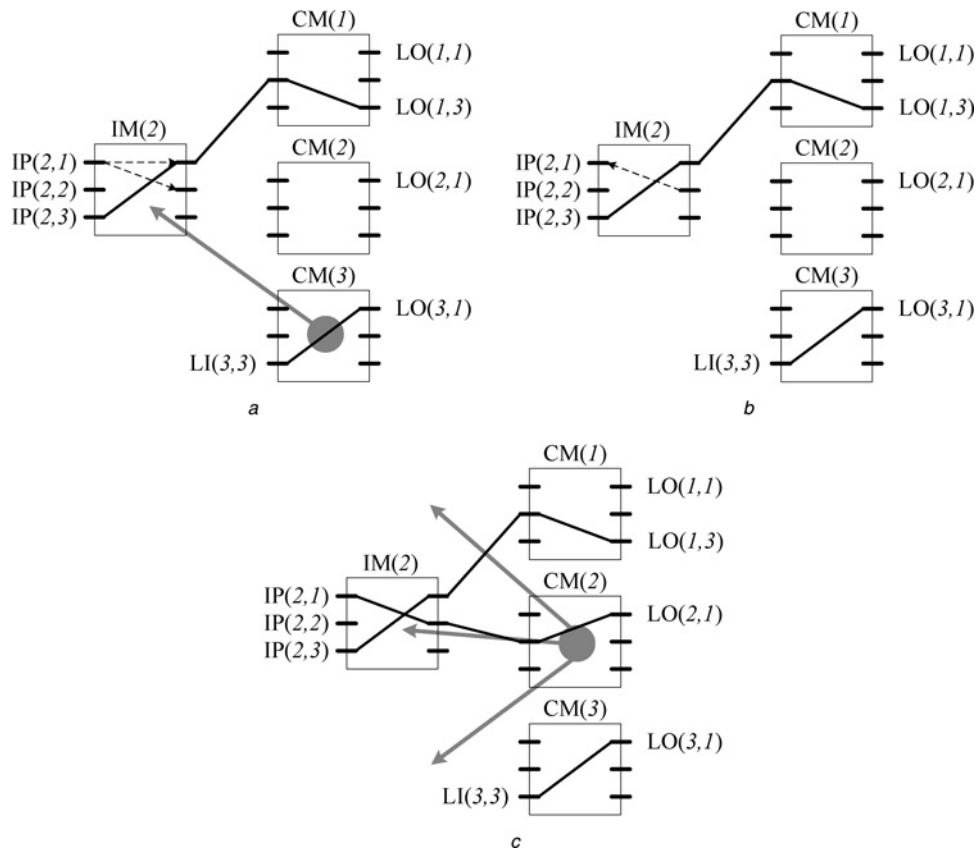 CM(1)
LO(1,1)
LO(1,3)
IM(2)
IP(2,1)
IP(2,2)
IP(2,3)
CM(2)
LO(2,1)
CM(3)
LO(3,1)
LI(3,3)
a
CM(1)
LO(1,1)
LO(1,3)
IM(2)
IP(2,1)
IP(2,2)
IP(2,3)
CM(2)
LO(2,1)
CM(3)
LO(3,1)
LI(3,3)
b
CM(1)
LO(1,1)
LO(1,3)
IM(2)
IP(2,1)
IP(2,2)
IP(2,3)
CM(2)
LO(2,1)
CM(3)
LO(3,1)
LI(3,3)
c